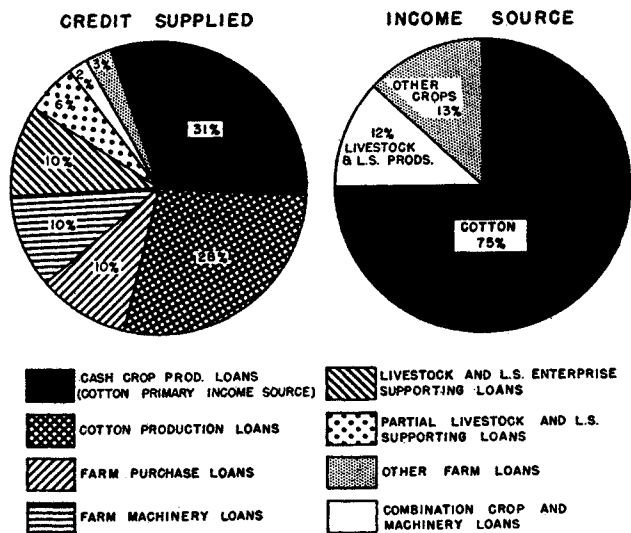 CREDIT SUPPLIED
INCOME SOURCE
3%
2%
6%
31%
10%
10%
10%
28%
OTHER
CROPS
13%
12%
LIVESTOCK
& L.S. PRODS.
COTTON
75%
CASH CROP PROD. LOANS
(COTTON PRIMARY INCOME SOURCE)
COTTON PRODUCTION LOANS
FARM PURCHASE LOANS
FARM MACHINERY LOANS
LIVESTOCK AND L.S. ENTERPRISE
SUPPORTING LOANS
PARTIAL LIVESTOCK AND L.S.
SUPPORTING LOANS
OTHER FARM LOANS
COMBINATION CROP AND
MACHINERY LOANS